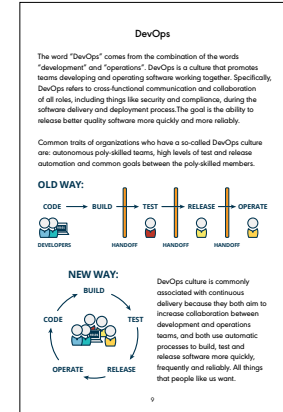 DevOps
The word "DevOps" comes from the combination of the words
"development" and "operations". DevOps is a culture that promotes
teams developing and operating software working together. Specifically,
DevOps refers to cross-functional communication and collaboration
of all roles, including things like security and compliance, during the
software delivery and deployment process.The goal is the ability to
release better quality software more quickly and more reliably.
Common traits of organizations who have a so-called DevOps culture
are: autonomous poly-skilled teams, high levels of test and release
automation and common goals between the poly-skilled members.
OLD WAY:
CODE BUILD TEST RELEASE OPERATE
DEVELOPERS HANDOFF HANDOFF HANDOFF
NEW WAY:
BUILD
CODE TEST
OPERATE RELEASE
DevOps culture is commonly
associated with continuous
delivery because they both aim to
increase collaboration between
development and operations
teams, and both use automatic
processes to build, test and
release software more quickly,
frequently and reliably. All things
that people like us want.
9